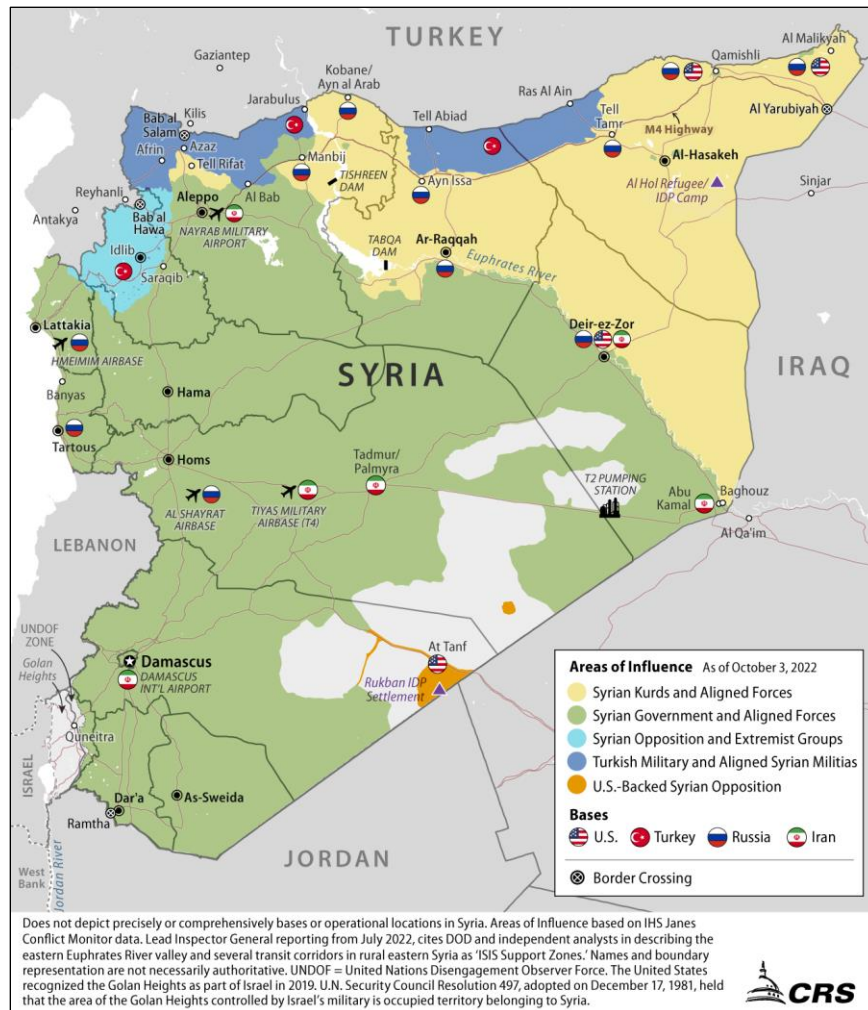 TURKEY
Al Malikyah
Gaziantep
Qamishli
Kobane/
Ayn al Arab
Bab al
Salam
Kilis
Jarabulus
Ras Al Ain
Al Yarubiyah
Tell Abiad
Tell
Tamr
M4 Highway
Azaz
Afrin
Tell Rifat
Manbij
Al-Hasakeh
TISHREEN
DAM
Ayn Issa
Al Hol Refugee/
IDP Camp
Sinjar
Reyhanli
Al Bab
Antakya
Aleppo
Bab al
Hawa
NAYRAB MILITARY
AIRPORT
TABQA
DAM
Ar-Raqqah
Idlib
Saraqib
Euphrates River
Lattakia
HMEIMIM AIRBASE
Deir-ez-Zor
SYRIA
IRAQ
Banyas
Hama
Tartous
Homs
Tadmur/
Palmyra
T2 PUMPING
STATION
Abu
Kamal
Baghouz
AL SHAYRAT
AIRBASE
TIYAS MILITARY
AIRBASE (T4)
Al Qa'im
LEBANON
UNDOF
ZONE
Golan
Heights
At Tanf
Damascus
DAMASCUS
INT'L AIRPORT
Rukban IDP
Settlement
Quneitra
ISRAEL
Dar'a
As-Sweida
Ramtha
West
Bank
Jordan River
JORDAN
Areas of Influence As of October 3, 2022
Syrian Kurds and Aligned Forces
Syrian Government and Aligned Forces
Syrian Opposition and Extremist Groups
Turkish Military and Aligned Syrian Militias
U.S.-Backed Syrian Opposition
Bases
U.S. Turkey Russia Iran
Border Crossing
Does not depict precisely or comprehensively bases or operational locations in Syria. Areas of Influence based on IHS Janes
Conflict Monitor data. Lead Inspector General reporting from July 2022, cites DOD and independent analysts in describing the
eastern Euphrates River valley and several transit corridors in rural eastern Syria as 'ISIS Support Zones.' Names and boundary
representation are not necessarily authoritative. UNDOF = United Nations Disengagement Observer Force. The United States
recognized the Golan Heights as part of Israel in 2019. U.N. Security Council Resolution 497, adopted on December 17, 1981, held
that the area of the Golan Heights controlled by Israel's military is occupied territory belonging to Syria.
CRS